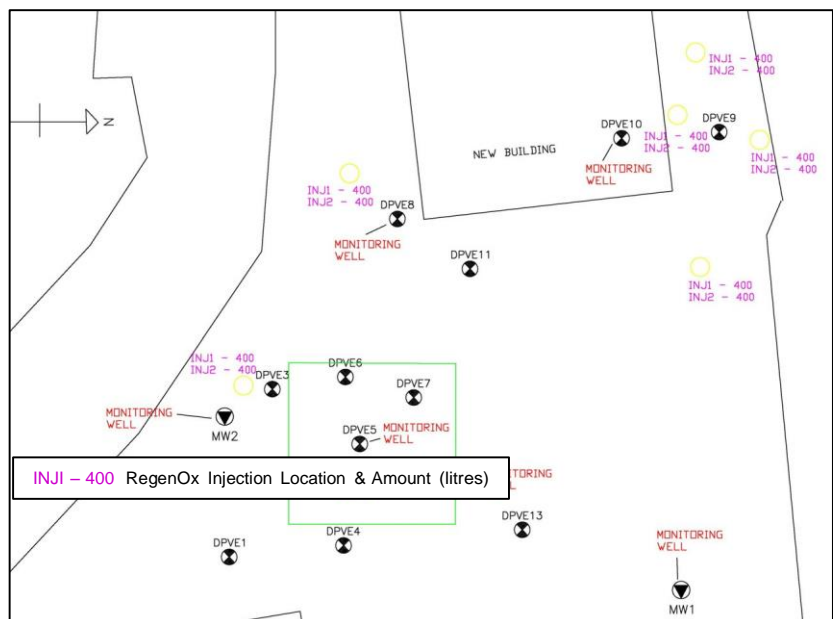 INJ1 - 400
INJ2 - 400
N
DPVE10
DPVE9
NEW BUILDING
INJ1 - 400
INJ2 - 400
INJ1 - 400
INJ2 - 400
MONITORING
WELL
INJ1 - 400
INJ2 - 400
DPVE8
MONITORING
WELL
DPVE11
INJ1 - 400
INJ2 - 400
INJ1 - 400
INJ2 - 400
DPVE3
DPVE6
DPVE7
MONITORING
WELL
MW2
DPVE5
MONITORING
WELL
INJI – 400 RegenOx Injection Location & Amount (litres)
DPVE1
DPVE4
DPVE13
MONITORING
WELL
MW1